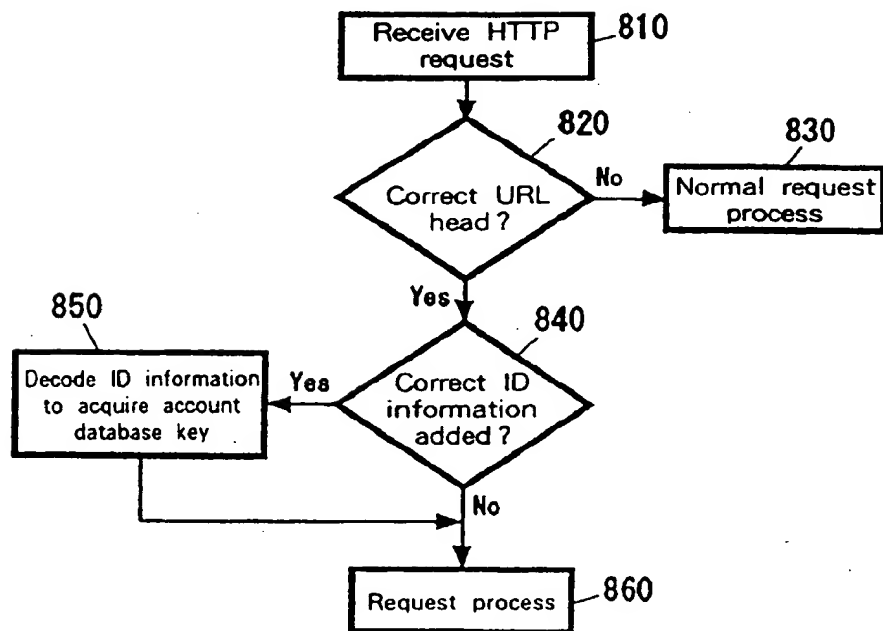 Receive HTTP
request
810
820
Correct URL
head?
No
830
Normal request
process
Yes
840
Correct ID
information
added?
Yes
850
Decode ID information
to acquire account
database key
No
Request process
860